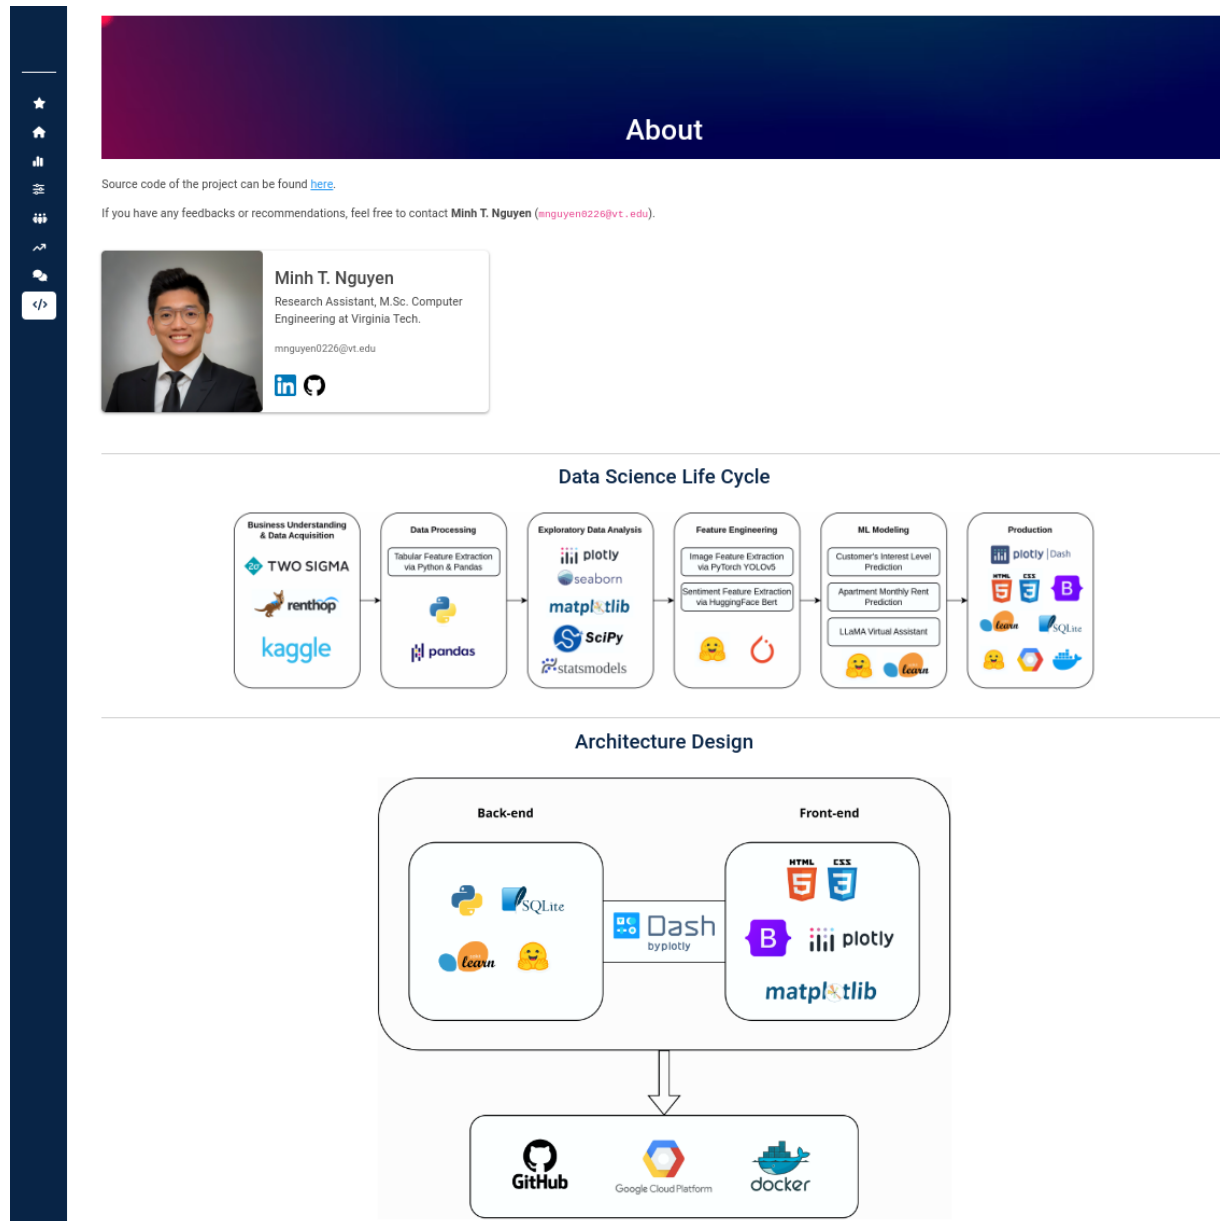 About
Source code of the project can be found here.
If you have any feedbacks or recommendations, feel free to contact Minh T. Nguyen (mnguyen0226@vt.edu).
Minh T. Nguyen
Research Assistant, M.Sc. Computer
Engineering at Virginia Tech.
mnguyen0226@vt.edu
in
Data Science Life Cycle
Business Understanding
& Data Acquisition
2σ TWO SIGMA
renthop
kaggle
Data Processing
Tabular Feature Extraction
via Python & Pandas
pandas
Exploratory Data Analysis
plotly
seaborn
matplotlib
SciPy
statsmodels
Feature Engineering
Image Feature Extraction
via PyTorch YOLOv5
Sentiment Feature Extraction
via HuggingFace Bert
ML Modeling
Customer's Interest Level
Prediction
Apartment Monthly Rent
Prediction
LLaMA Virtual Assistant
learn
Production
plotly | Dash
HTML 5 CSS 3 B
learn SQLite
Architecture Design
Back-end
SQLite
learn
Dash
by plotly
Front-end
HTML 5 CSS 3
B plotly
matplotlib
GitHub
Google Cloud Platform
docker